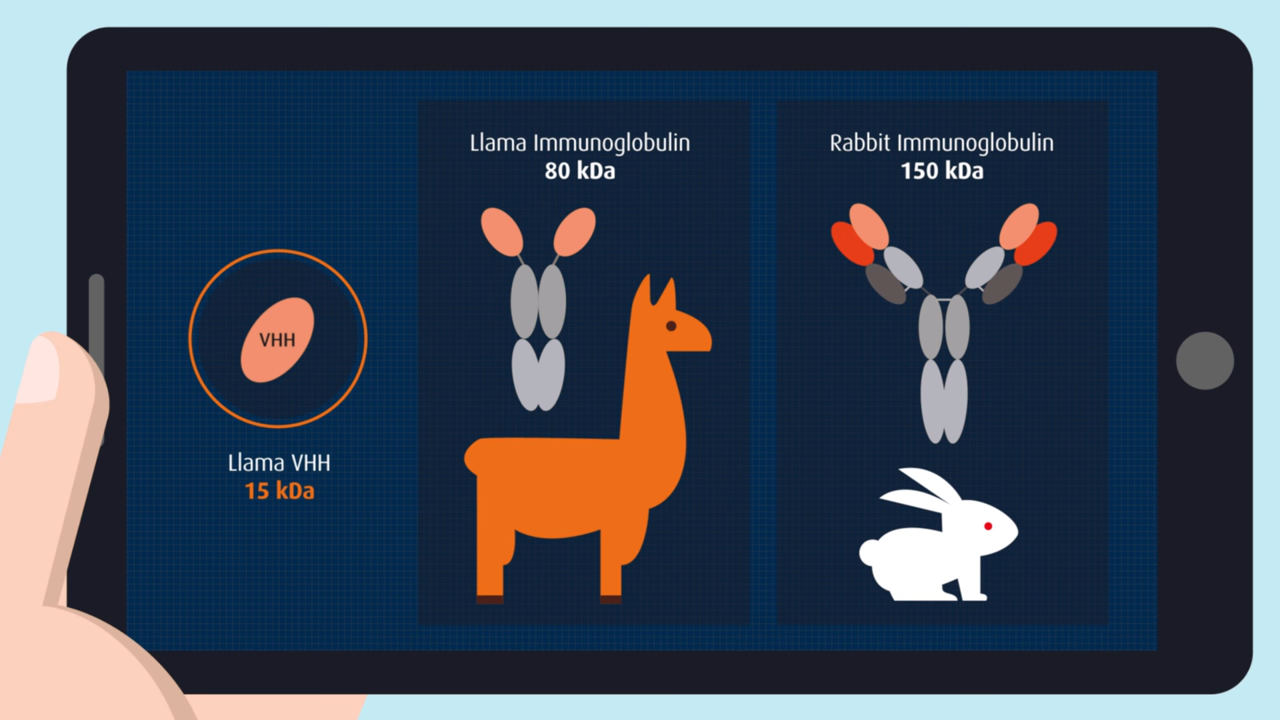 Llama Immunoglobulin
80 kDa
Rabbit Immunoglobulin
150 kDa
VHH
Llama VHH
15 kDa